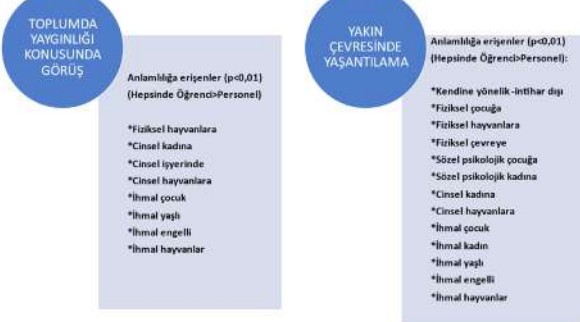 TOPLUMDA
YAYGINLIĞI
KONUSUNDA
GÖRÜŞ
Anlamlılığa erişenler (p<0,01)
(Hepsinde Öğrenci>Personel)
*Fiziksel hayvanlara
*Cinsel kadına
*Cinsel işyerinde
*Cinsel hayvanlara
*İhmal çocuk
*İhmal yaşlı
*İhmal engelli
*İhmal hayvanlar
YAKIN
ÇEVRESİNDE
YAŞANTILAMA
Anlamlılığa erişenler (p<0,01)
(Hepsinde Öğrenci>Personel):
*Kendine yönelik -intihar dışı
*Fiziksel çocuğa
*Fiziksel hayvanlara
*Fiziksel çevreye
*Sözel psikolojik çocuğa
*Sözel psikolojik kadına
*Cinsel kadına
*Cinsel hayvanlara
*İhmal çocuk
*İhmal kadın
*İhmal yaşlı
*İhmal engelli
*İhmal hayvanlar